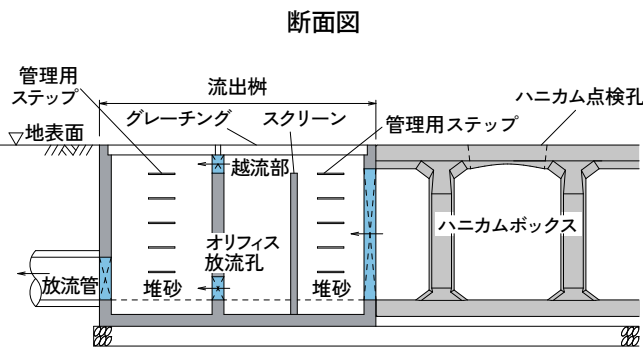 断面図
管理用
ステップ
流出桝
ハニカム点検孔
グレーチング
スクリーン
管理用ステップ
地表面
越流部
ハニカムボックス
オリフィス
放流孔
放流管
堆砂
堆砂